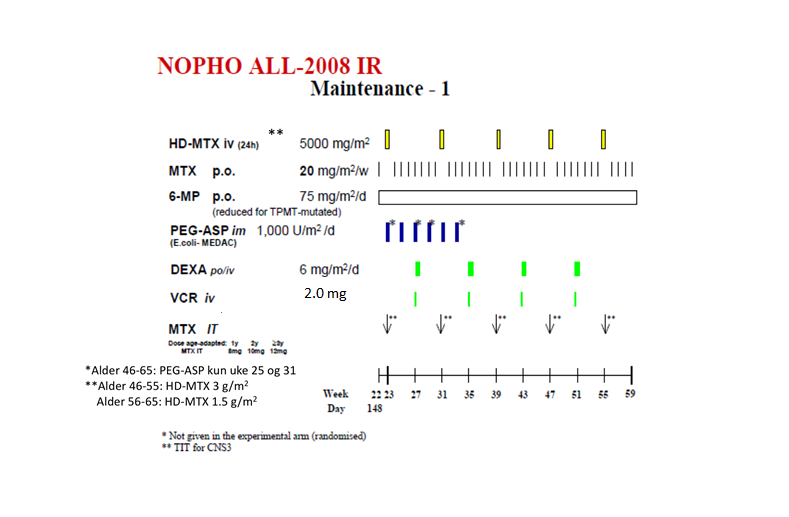 NOPHO ALL-2008 IR
Maintenance - 1
**
HD-MTX iv (24h) 5000 mg/m²
MTX p.o. 20 mg/m²/w
6-MP p.o. 75 mg/m²/d
(reduced for TPMT-mutated)
PEG-ASP im 1,000 U/m²/d
(E.coli- MEDAC)
* * * *
DEXA po/iv 6 mg/m²/d
VCR iv 2.0 mg
MTX IT
** ** ** ** **
Dose age-adapted: 1y 2y ≥3y
MTX IT 8mg 10mg 12mg
*Alder 46-65: PEG-ASP kun uke 25 og 31
**Alder 46-55: HD-MTX 3 g/m²
Alder 56-65: HD-MTX 1.5 g/m²
Week 22 23 27 31 35 39 43 47 51 55 59
Day 148
* Not given in the experimental arm (randomised)
** TIT for CNS3